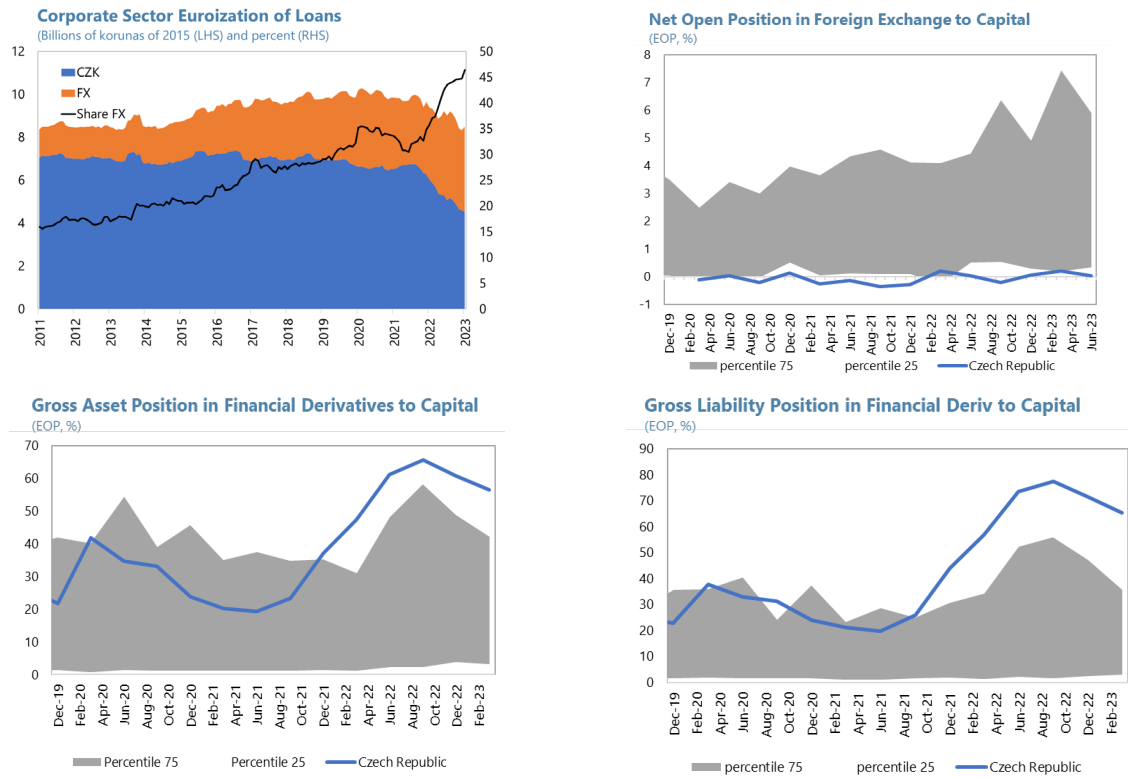 Corporate Sector Euroization of Loans
(Billions of korunas of 2015 (LHS) and percent (RHS)
12
10
8
6
4
2
0
50
45
40
35
30
25
20
15
10
5
0
CZK
FX
Share FX
2011
2012
2013
2014
2015
2016
2017
2018
2019
2020
2021
2022
2023
Net Open Position in Foreign Exchange to Capital
(EOP, %)
8
7
6
5
4
3
2
1
0
-1
Dec-19
Feb-20
Apr-20
Jun-20
Aug-20
Oct-20
Dec-20
Feb-21
Apr-21
Jun-21
Aug-21
Oct-21
Dec-21
Feb-22
Apr-22
Jun-22
Aug-22
Oct-22
Dec-22
Feb-23
Apr-23
Jun-23
percentile 75 percentile 25 Czech Republic
Gross Asset Position in Financial Derivatives to Capital
(EOP, %)
70
60
50
40
30
20
10
0
Dec-19
Feb-20
Apr-20
Jun-20
Aug-20
Oct-20
Dec-20
Feb-21
Apr-21
Jun-21
Aug-21
Oct-21
Dec-21
Feb-22
Apr-22
Jun-22
Aug-22
Oct-22
Dec-22
Feb-23
Percentile 75 Percentile 25 Czech Republic
Gross Liability Position in Financial Deriv to Capital
(EOP, %)
90
80
70
60
50
40
30
20
10
0
Dec-19
Feb-20
Apr-20
Jun-20
Aug-20
Oct-20
Dec-20
Feb-21
Apr-21
Jun-21
Aug-21
Oct-21
Dec-21
Feb-22
Apr-22
Jun-22
Aug-22
Oct-22
Dec-22
Feb-23
percentile 75 percentile 25 Czech Republic